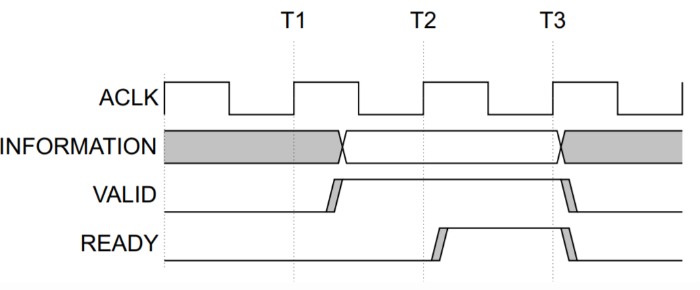 T1 T2 T3
ACLK
INFORMATION
VALID
READY